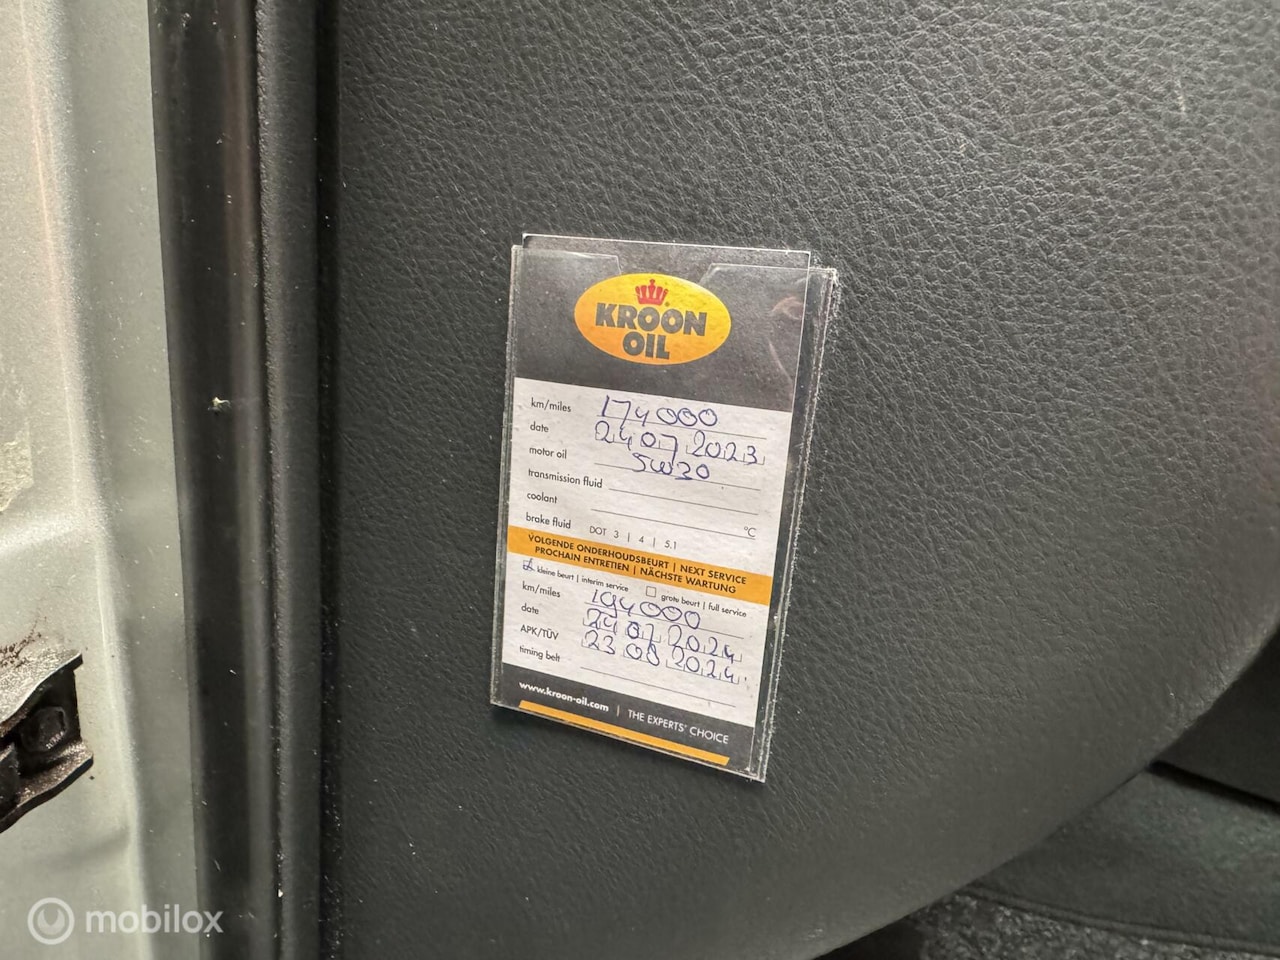 KROON
OIL
km/miles 174000
date 24 07 2023
motor oil 5W30
transmission fluid
coolant °C
brake fluid DOT 3 | 4 | 5.1
VOLGENDE ONDERHOUDSBEURT | NEXT SERVICE
PROCHAIN ENTRETIEN | NÄCHSTE WARTUNG
kleine beurt | interim service grote beurt | full service
km/miles 194000
date 24 07 2024
APK/TÜV 23 08 2024
timing belt
www.kroon-oil.com | THE EXPERTS' CHOICE
mobilox